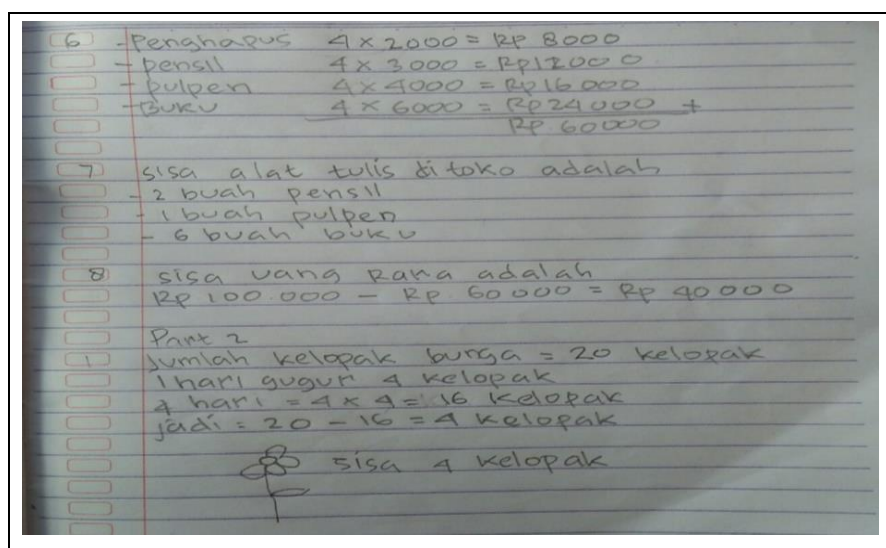 6 - Penghapus 4 x 2000 = Rp 8000
- pensil 4 x 3000 = Rp12000
- pulpen 4 x 4000 = Rp16000
- Buku 4 x 6000 = Rp24000 +
Rp 60000
7 sisa alat tulis di toko adalah
- 2 buah pensil
- 1 buah pulpen
- 6 buah buku
8 sisa uang Rana adalah
Rp 100.000 - Rp 60000 = Rp 40000
Part 2
1 Jumlah kelopak bunga = 20 kelopak
1 hari gugur 4 kelopak
4 hari = 4 x 4 = 16 kelopak
jadi = 20 - 16 = 4 kelopak
sisa 4 kelopak